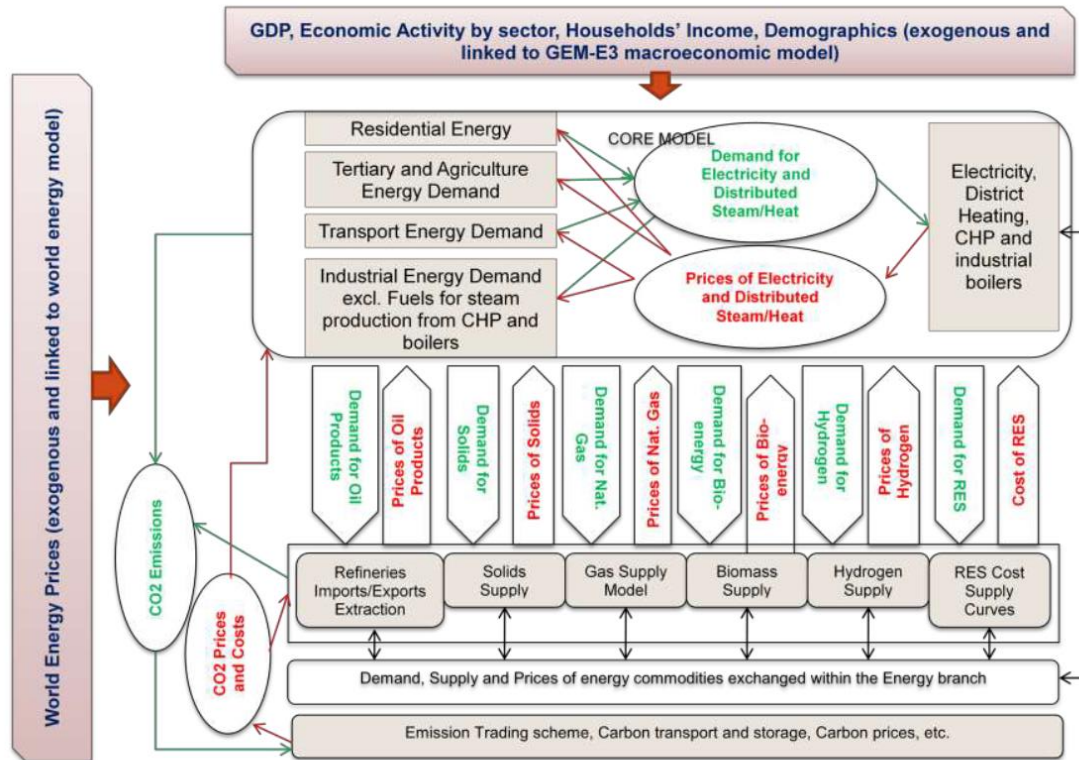 GDP, Economic Activity by sector, Households' Income, Demographics (exogenous and
linked to GEM-E3 macroeconomic model)
World Energy Prices (exogenous and linked to world energy model)
Residential Energy
CORE MODEL
Tertiary and Agriculture
Energy Demand
Transport Energy Demand
Industrial Energy Demand
excl. Fuels for steam
production from CHP and
boilers
Demand for
Electricity and
Distributed
Steam/Heat
Prices of Electricity
and Distributed
Steam/Heat
Electricity,
District
Heating,
CHP and
industrial
boilers
Demand for Oil
Products
Prices of Oil
Products
Demand for
Solids
Prices of Solids
Demand for Nat.
Gas
Prices of Nat. Gas
Demand for Bio-
energy
Prices of Bio-
energy
Demand for
Hydrogen
Prices of
Hydrogen
Demand for RES
Cost of RES
CO2 Emissions
CO2 Prices
and Costs
Refineries
Imports/Exports
Extraction
Solids
Supply
Gas Supply
Model
Biomass
Supply
Hydrogen
Supply
RES Cost
Supply
Curves
Demand, Supply and Prices of energy commodities exchanged within the Energy branch
Emission Trading scheme, Carbon transport and storage, Carbon prices, etc.